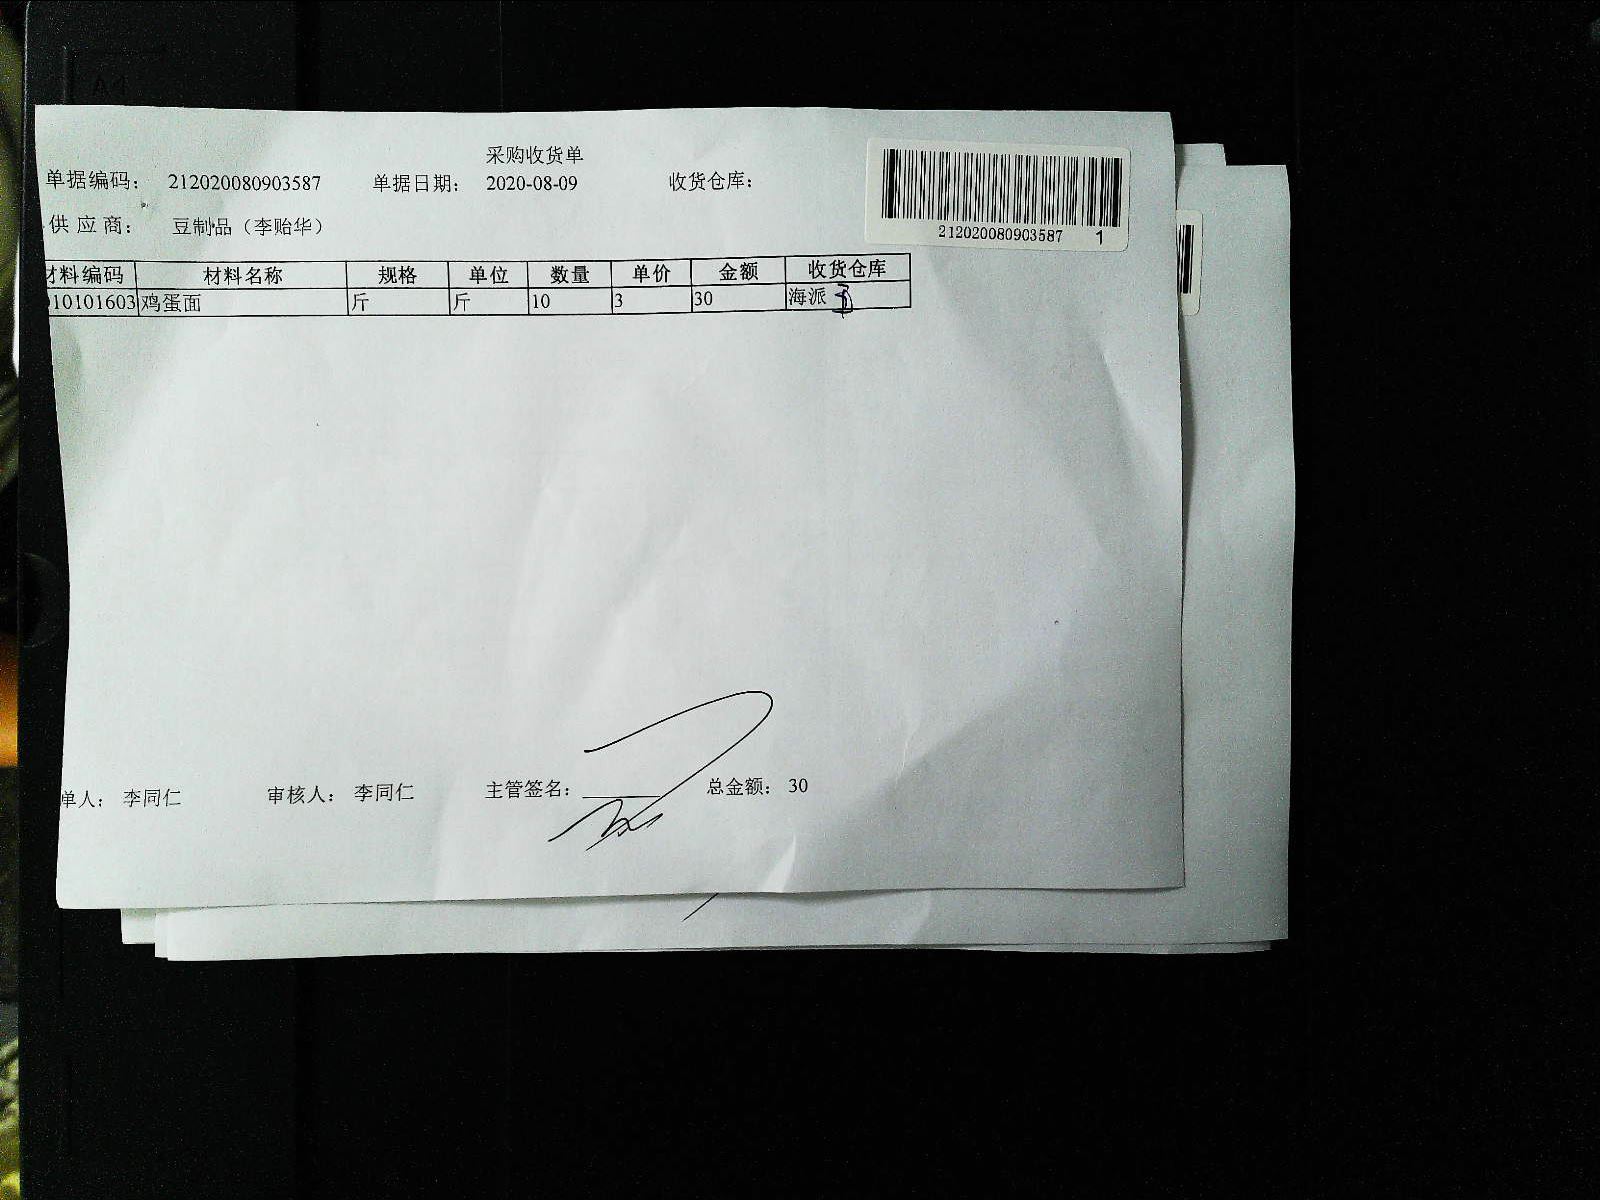 采购收货单
单据编码： 212020080903587 单据日期： 2020-08-09 收货仓库：
供 应 商： 豆制品（李贻华）
212020080903587 1
材料编码 材料名称 规格 单位 数量 单价 金额 收货仓库
10101603 鸡蛋面 斤 斤 10 3 30 海派
单人： 李同仁 审核人： 李同仁 主管签名： 总金额： 30